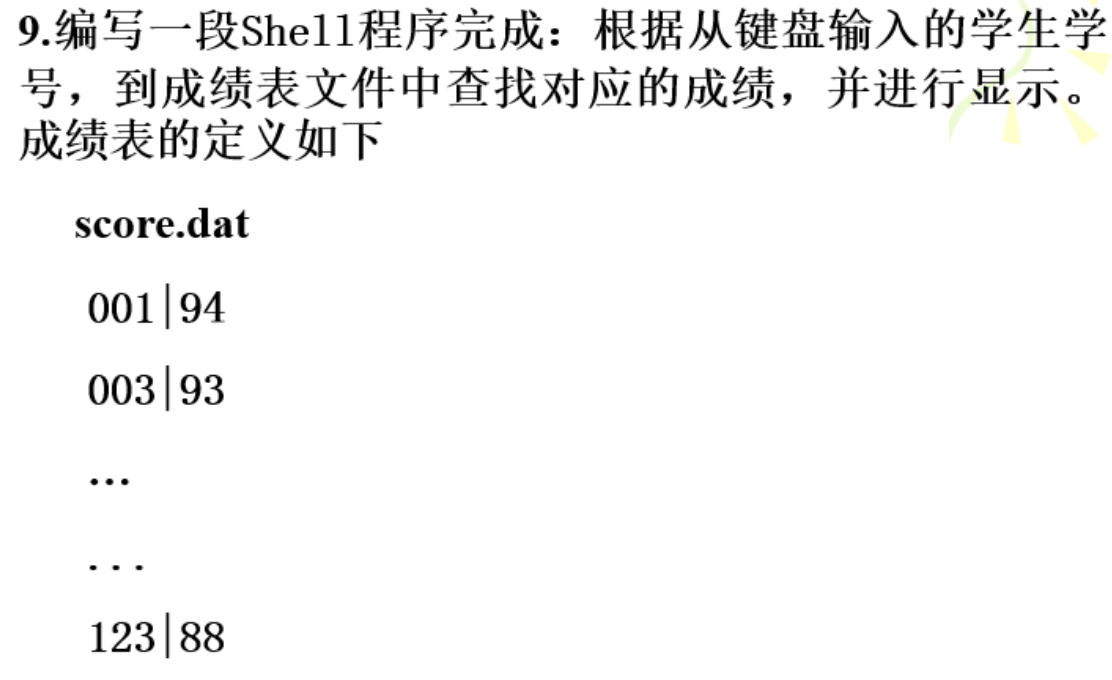 9.编写一段Shell程序完成：根据从键盘输入的学生学
号，到成绩表文件中查找对应的成绩，并进行显示。
成绩表的定义如下
score.dat
001|94
003|93
...
...
123|88